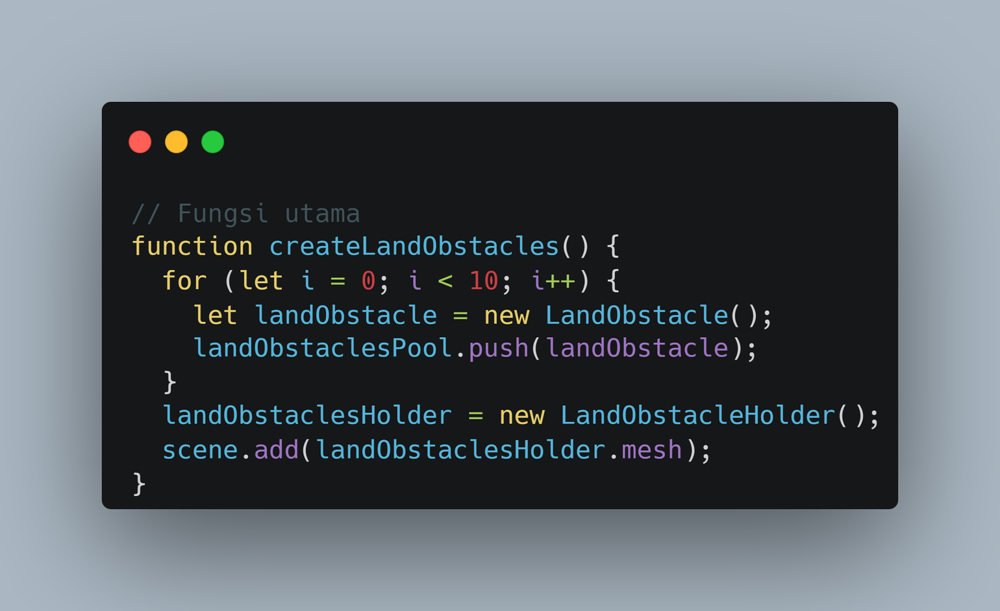 // Fungsi utama
function createLandObstacles() {
  for (let i = 0; i < 10; i++) {
    let landObstacle = new LandObstacle();
    landObstaclesPool.push(landObstacle);
  }
  landObstaclesHolder = new LandObstacleHolder();
  scene.add(landObstaclesHolder.mesh);
}